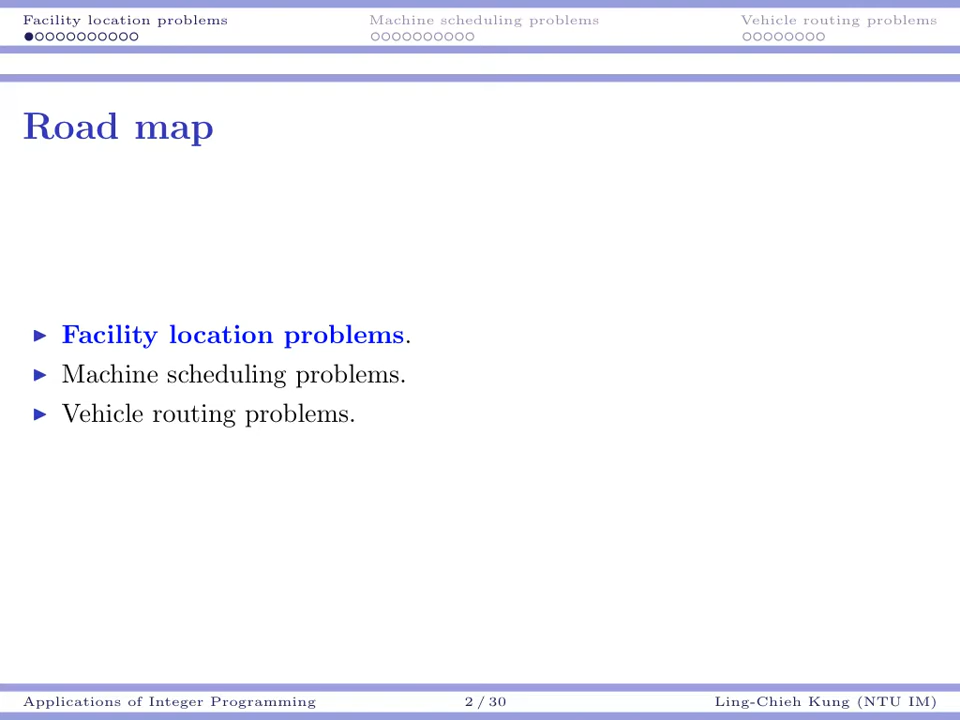 Facility location problems
Machine scheduling problems
Vehicle routing problems
Road map
Facility location problems.
Machine scheduling problems.
Vehicle routing problems.
Applications of Integer Programming
2 / 30
Ling-Chieh Kung (NTU IM)